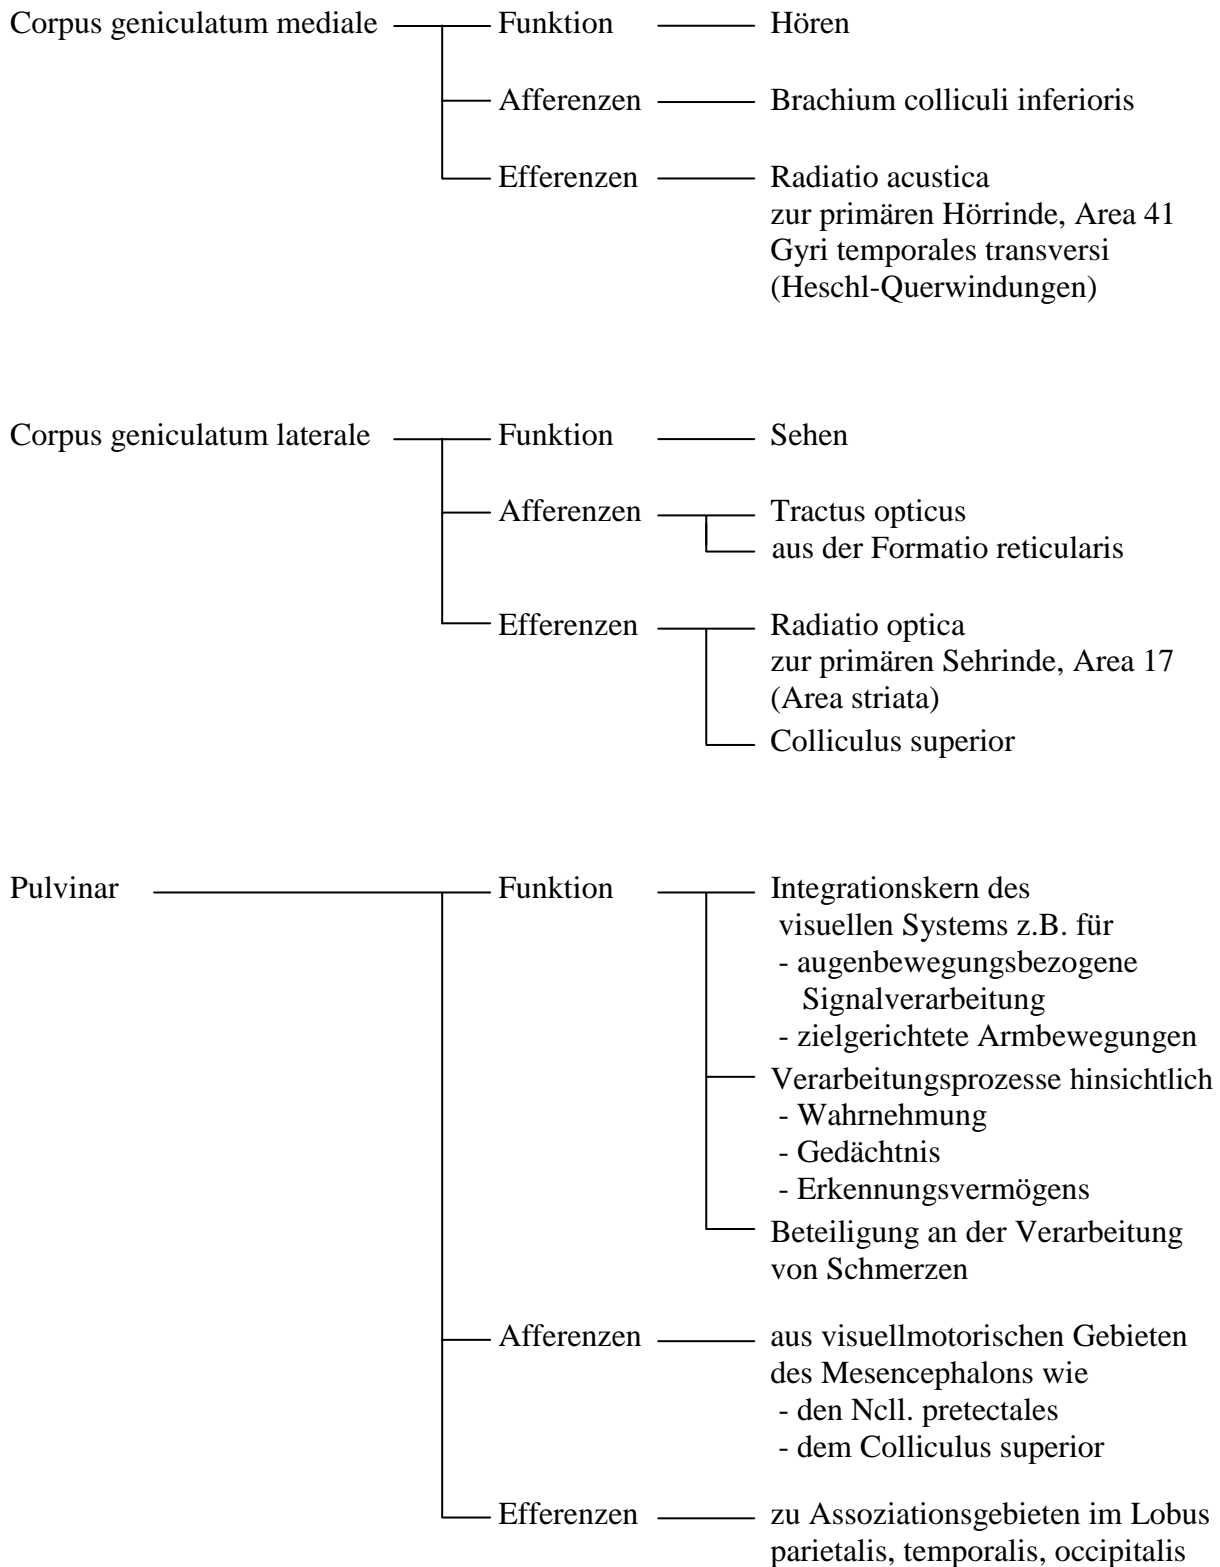 Corpus geniculatum mediale Funktion Hören
Afferenzen Brachium colliculi inferioris
Efferenzen Radiatio acustica
zur primären Hörrinde, Area 41
Gyri temporales transversi
(Heschl-Querwindungen)
Corpus geniculatum laterale Funktion Sehen
Afferenzen Tractus opticus
aus der Formatio reticularis
Efferenzen Radiatio optica
zur primären Sehrinde, Area 17
(Area striata)
Colliculus superior
Pulvinar Funktion Integrationskern des
visuellen Systems z.B. für
- augenbewegungsbezogene
Signalverarbeitung
- zielgerichtete Armbewegungen
Verarbeitungsprozesse hinsichtlich
- Wahrnehmung
- Gedächtnis
- Erkennungsvermögens
Beteiligung an der Verarbeitung
von Schmerzen
Afferenzen aus visuellmotorischen Gebieten
des Mesencephalons wie
- den Ncll. pretectales
- dem Colliculus superior
Efferenzen zu Assoziationsgebieten im Lobus
parietalis, temporalis, occipitalis